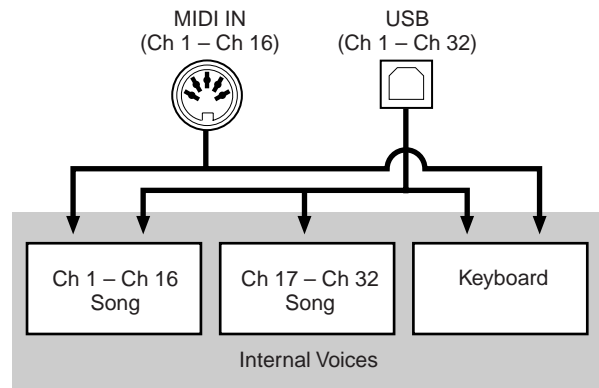 MIDI IN
(Ch 1 – Ch 16)
USB
(Ch 1 – Ch 32)
Ch 1 – Ch 16
Song
Ch 17 – Ch 32
Song
Keyboard
Internal Voices